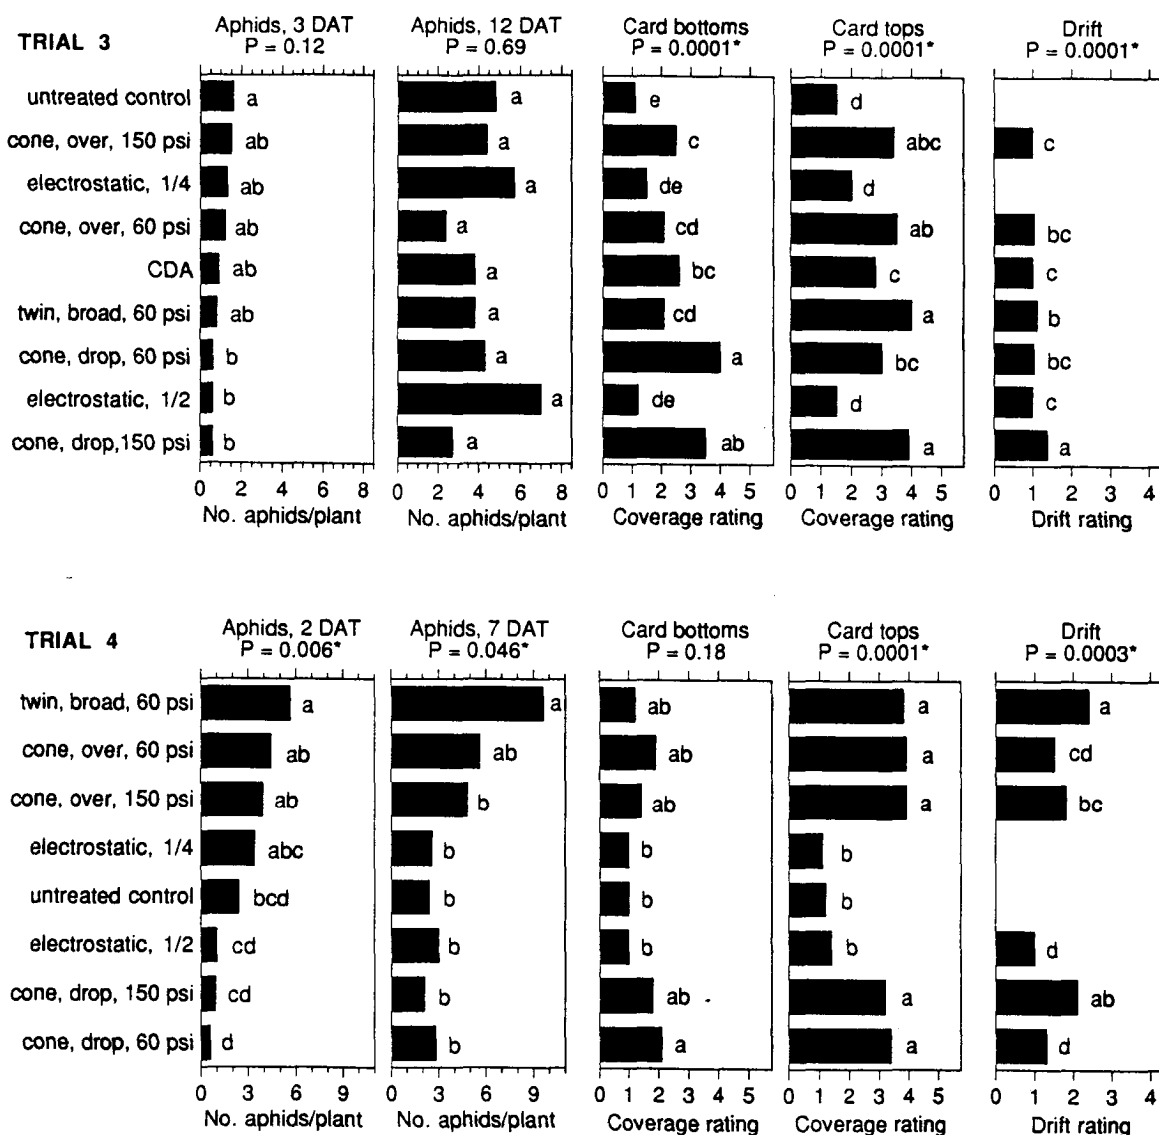 TRIAL 3
Aphids, 3 DAT Aphids, 12 DAT Card bottoms Card tops Drift
P = 0.12 P = 0.69 P = 0.0001* P = 0.0001* P = 0.0001*
untreated control a a e d
cone, over, 150 psi ab a c abc c
electrostatic, 1/4 ab a de d
cone, over, 60 psi ab a cd ab bc
CDA ab a bc c c
twin, broad, 60 psi ab a cd a b
cone, drop, 60 psi b a a bc bc
electrostatic, 1/2 b a de d c
cone, drop,150 psi b a ab a a
0 2 4 6 8 0 2 4 6 8 0 1 2 3 4 5 0 1 2 3 4 5 0 1 2 3 4
No. aphids/plant No. aphids/plant Coverage rating Coverage rating Drift rating
TRIAL 4
Aphids, 2 DAT Aphids, 7 DAT Card bottoms Card tops Drift
P = 0.006* P = 0.046* P = 0.18 P = 0.0001* P = 0.0003*
twin, broad, 60 psi a a ab a a
cone, over, 60 psi ab ab ab a cd
cone, over, 150 psi ab b ab a bc
electrostatic, 1/4 abc b b b
untreated control bcd b b b
electrostatic, 1/2 cd b b b d
cone, drop, 150 psi cd b ab a ab
cone, drop, 60 psi d b a a d
0 3 6 9 0 3 6 9 0 1 2 3 4 5 0 1 2 3 4 5 0 1 2 3 4
No. aphids/plant No. aphids/plant Coverage rating Coverage rating Drift rating